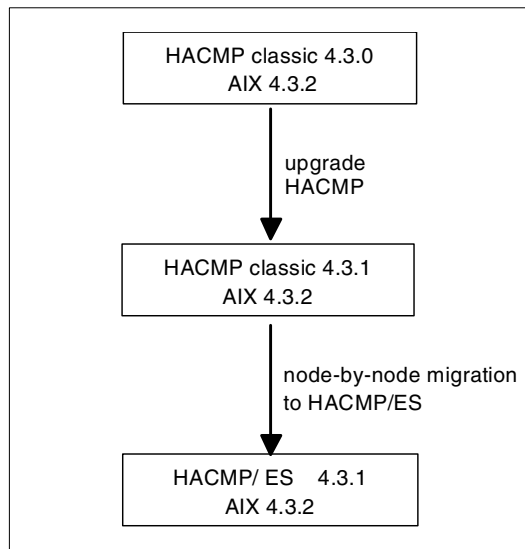 HACMP classic 4.3.0
AIX 4.3.2
upgrade
HACMP
HACMP classic 4.3.1
AIX 4.3.2
node-by-node migration
to HACMP/ES
HACMP/ ES 4.3.1
AIX 4.3.2